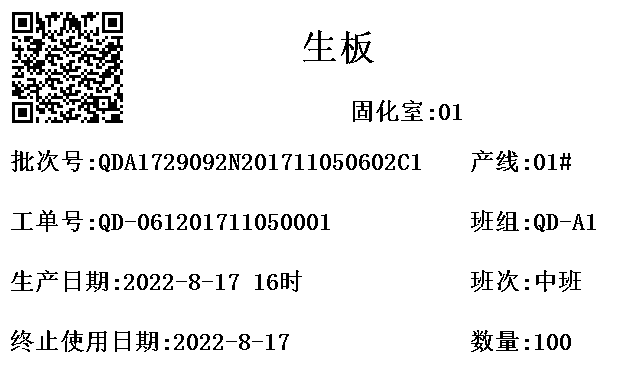 生板
固化室:01
批次号:QDA1729092N201711050602C1 产线:01#
工单号:QD-061201711050001 班组:QD-A1
生产日期:2022-8-17 16时 班次:中班
终止使用日期:2022-8-17 数量:100